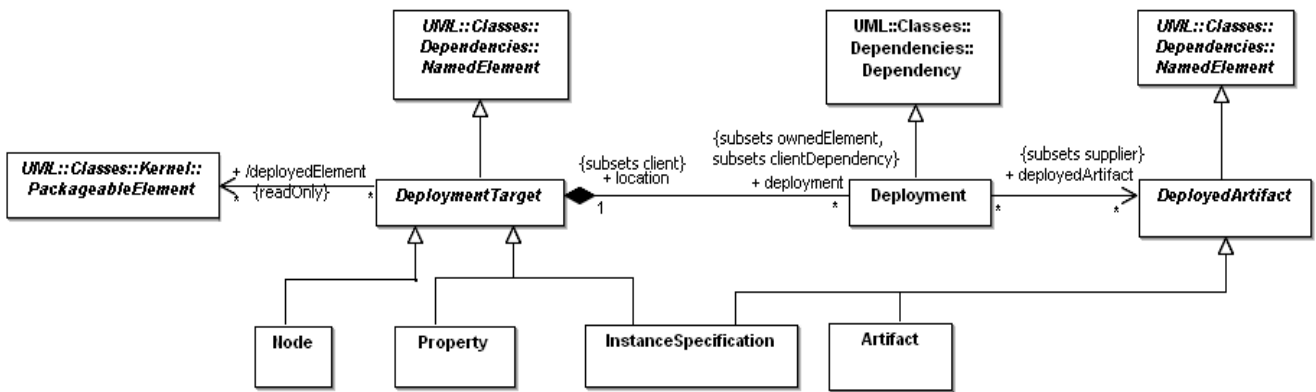 UML::Classes::
Dependencies::
NamedElement
UML::Classes::
Dependencies::
Dependency
UML::Classes::
Dependencies::
NamedElement
UML::Classes::Kernel::
PackageableElement
+ /deployedElement
{readOnly}
*
*
DeploymentTarget
{subsets client}
+ location
1
{subsets ownedElement,
subsets clientDependency}
+ deployment
*
Deployment
*
{subsets supplier}
+ deployedArtifact
*
DeployedArtifact
Node
Property
InstanceSpecification
Artifact